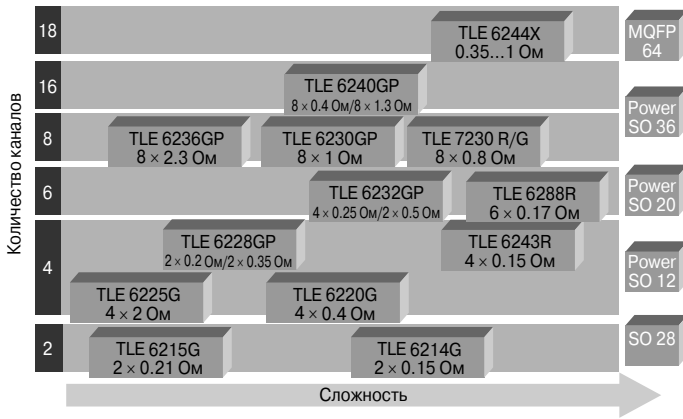 Количество каналов
18
TLE 6244X
0.35...1 Ом
MQFP
64
16
TLE 6240GP
8 × 0.4 Ом/8 × 1.3 Ом
Power
SO 36
8
TLE 6236GP
8 × 2.3 Ом
TLE 6230GP
8 × 1 Ом
TLE 7230 R/G
8 × 0.8 Ом
6
TLE 6232GP
4 × 0.25 Ом/2 × 0.5 Ом
TLE 6288R
6 × 0.17 Ом
Power
SO 20
4
TLE 6228GP
2 × 0.2 Ом/2 × 0.35 Ом
TLE 6243R
4 × 0.15 Ом
TLE 6225G
4 × 2 Ом
TLE 6220G
4 × 0.4 Ом
Power
SO 12
2
TLE 6215G
2 × 0.21 Ом
TLE 6214G
2 × 0.15 Ом
SO 28
Сложность